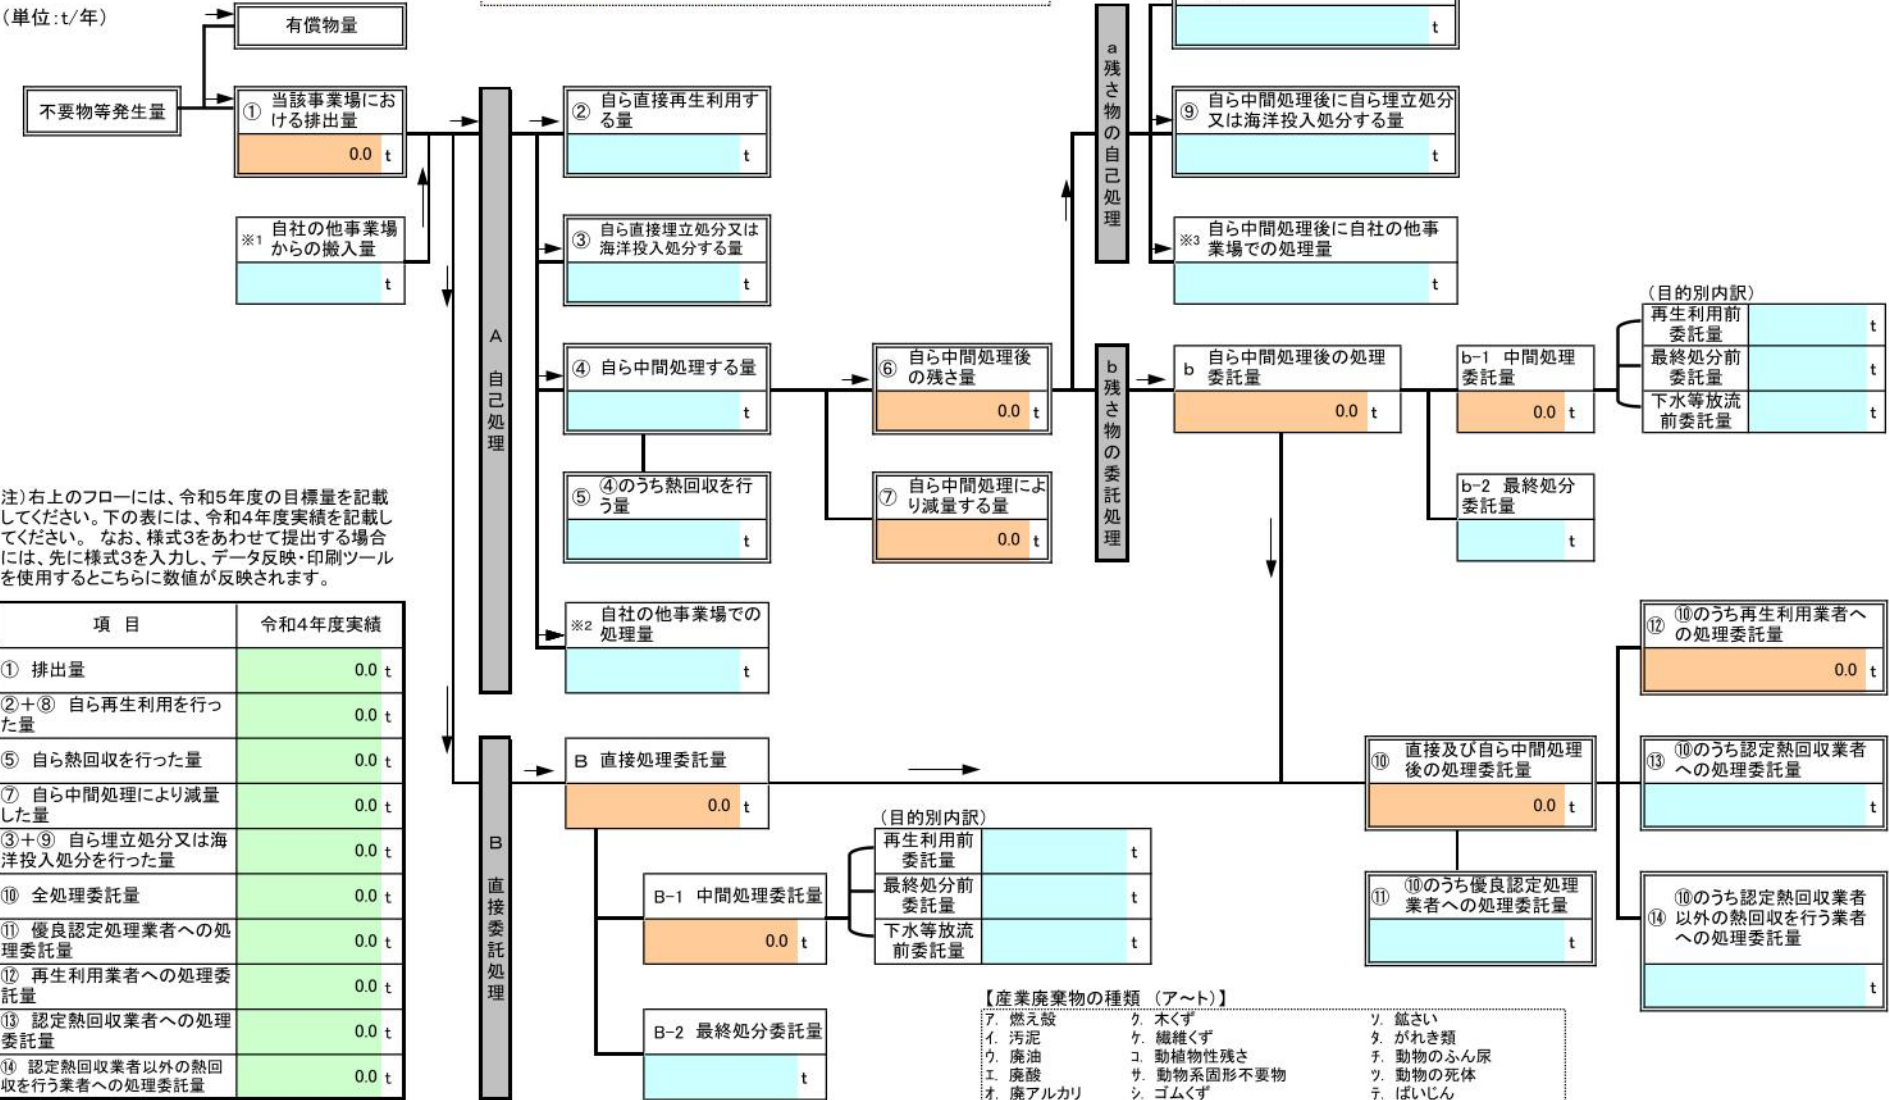 (単位:t/年)
有償物量
不要物等発生量
① 当該事業場にお
ける排出量
0.0 t
※1 自社の他事業場
からの搬入量
t
A 自己処理
② 自ら直接再生利用す
る量
t
③ 自ら直接埋立処分又は
海洋投入処分する量
t
④ 自ら中間処理する量
t
⑤ ④のうち熱回収を行
う量
t
※2 自社の他事業場での
処理量
t
⑥ 自ら中間処理後
の残さ量
0.0 t
⑦ 自ら中間処理によ
り減量する量
0.0 t
a 残さ物の自己処理
t
⑨ 自ら中間処理後に自ら埋立処分
又は海洋投入処分する量
t
※3 自ら中間処理後に自社の他事
業場での処理量
t
b 残さ物の委託処理
b 自ら中間処理後の処理
委託量
0.0 t
b-1 中間処理
委託量
0.0 t
(目的別内訳)
再生利用前
委託量
t
最終処分前
委託量
t
下水等放流
前委託量
t
b-2 最終処分
委託量
t
注)右上のフローには、令和5年度の目標量を記載
してください。下の表には、令和4年度実績を記載し
てください。 なお、様式3をあわせて提出する場合
には、先に様式3を入力し、データ反映・印刷ツール
を使用するとこちらに数値が反映されます。
項 目 令和4年度実績
① 排出量 0.0 t
②+⑧ 自ら再生利用を行っ
た量 0.0 t
⑤ 自ら熱回収を行った量 0.0 t
⑦ 自ら中間処理により減量
した量 0.0 t
③+⑨ 自ら埋立処分又は海
洋投入処分を行った量 0.0 t
⑩ 全処理委託量 0.0 t
⑪ 優良認定処理業者への処
理委託量 0.0 t
⑫ 再生利用業者への処理委
託量 0.0 t
⑬ 認定熱回収業者への処理
委託量 0.0 t
⑭ 認定熱回収業者以外の熱回
収を行う業者への処理委託量 0.0 t
B 直接委託処理
B 直接処理委託量
0.0 t
B-1 中間処理委託量
0.0 t
(目的別内訳)
再生利用前
委託量
t
最終処分前
委託量
t
下水等放流
前委託量
t
B-2 最終処分委託量
t
⑩ 直接及び自ら中間処理
後の処理委託量
0.0 t
⑪ ⑩のうち優良認定処理
業者への処理委託量
t
⑫ ⑩のうち再生利用業者へ
の処理委託量
0.0 t
⑬ ⑩のうち認定熱回収業者
への処理委託量
t
⑭ ⑩のうち認定熱回収業者
以外の熱回収を行う業者
への処理委託量
t
【産業廃棄物の種類 (ア~ト)】
ア. 燃え殻 ク. 木くず ソ. 鉱さい
イ. 汚泥 ケ. 繊維くず タ. がれき類
ウ. 廃油 コ. 動植物性残さ チ. 動物のふん尿
エ. 廃酸 サ. 動物系固形不要物 ツ. 動物の死体
オ. 廃アルカリ シ. ゴムくず テ. ばいじん